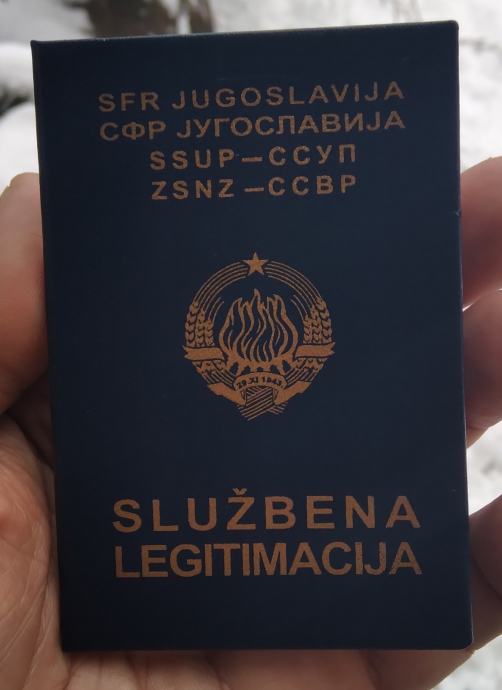 SFR JUGOSLAVIJA
СФР ЈУГОСЛАВИЈА
SSUP–ССУП
ZSNZ–ССВР
29.XI 1943.
SLUŽBENA
LEGITIMACIJA